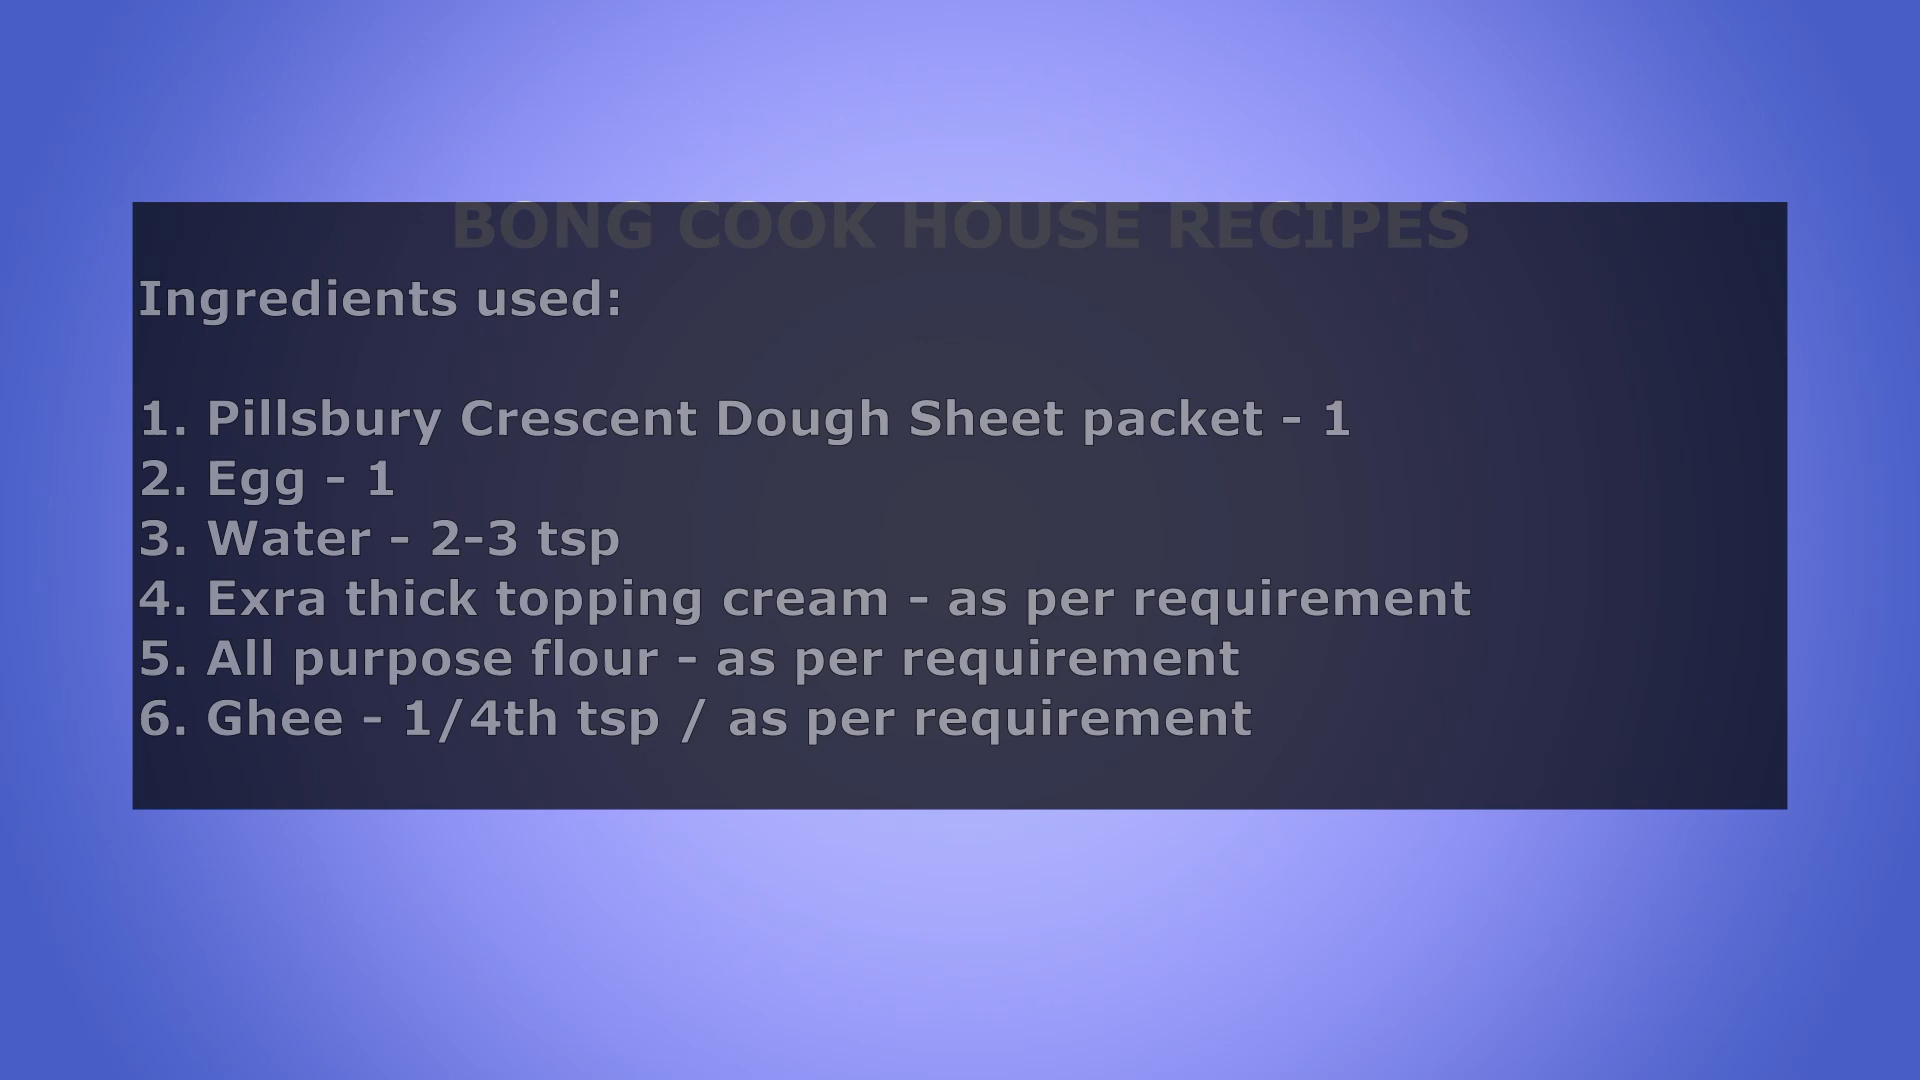 BONG COOK HOUSE RECIPES
Ingredients used:
1. Pillsbury Crescent Dough Sheet packet - 1
2. Egg - 1
3. Water - 2-3 tsp
4. Exra thick topping cream - as per requirement
5. All purpose flour - as per requirement
6. Ghee - 1/4th tsp / as per requirement